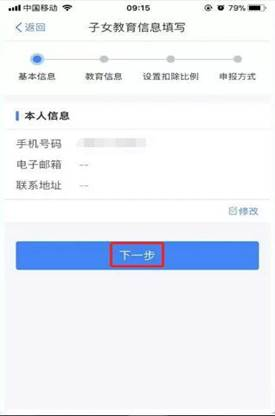 中国移动 09:15 79%
返回 子女教育信息填写
基本信息 教育信息 设置扣除比例 申报方式
本人信息
手机号码
电子邮箱 --
联系地址 --
修改
下一步